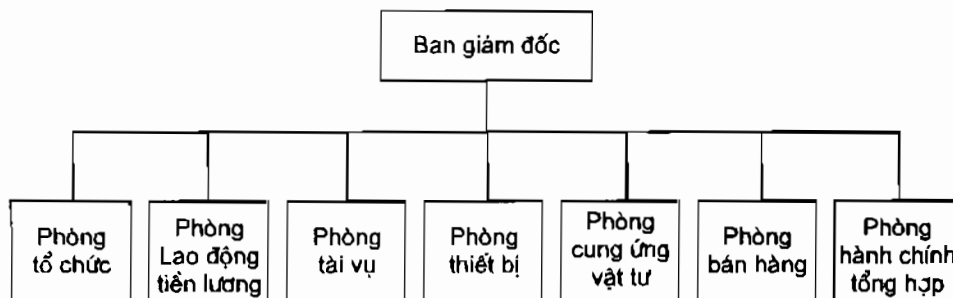 Ban giám đốc
Phòng
tổ chức
Phòng
Lao động
tiền lương
Phòng
tài vụ
Phòng
thiết bị
Phòng
cung ứng
vật tư
Phòng
bán hàng
Phòng
hành chính
tổng hợp